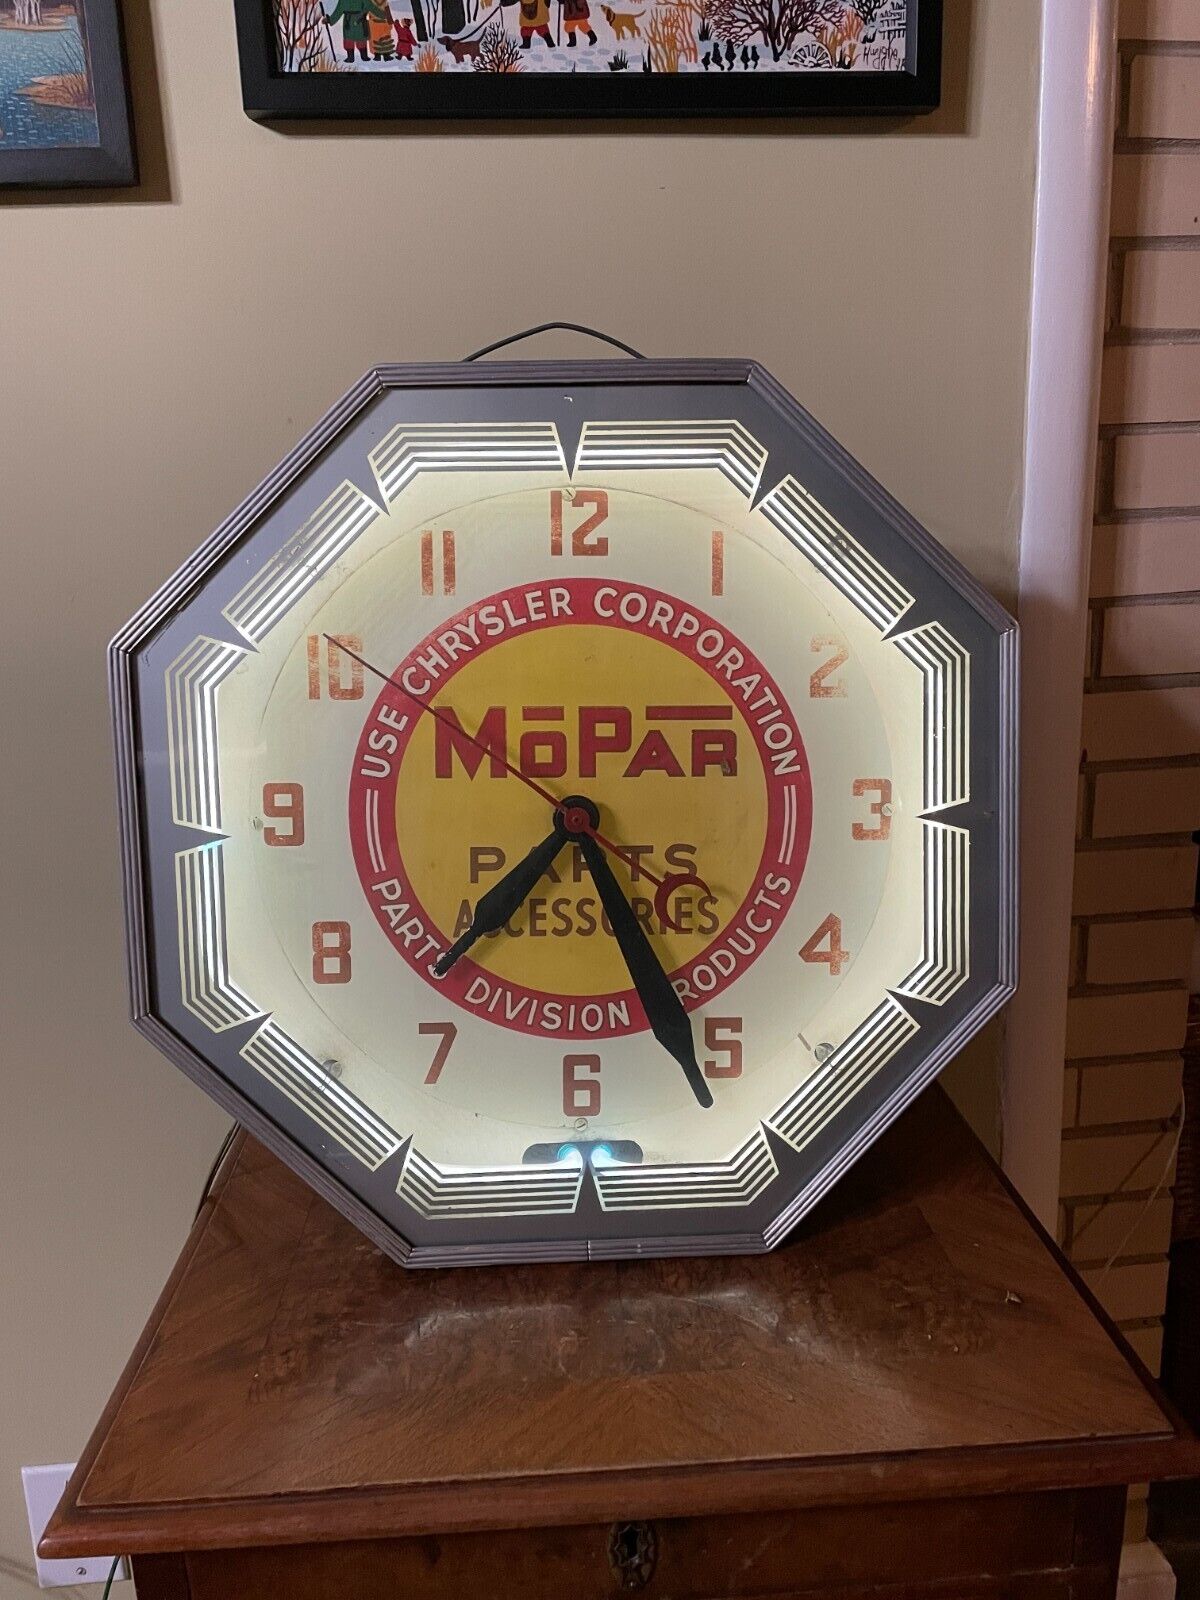 12
11 1
10 2
USE CHRYSLER CORPORATION
MOPAR
9 3
PARTS
ACCESSORIES
8 4
PARTS DIVISION PRODUCTS
7 5
6